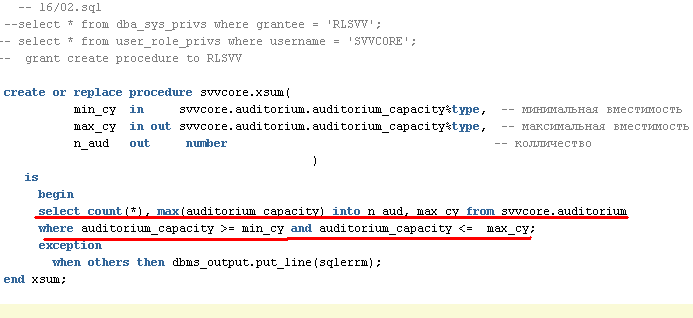 -- 16/02.sql
--select * from dba_sys_privs where grantee = 'RLSVV';
-- select * from user_role_privs where username = 'SVVCORE';
--  grant create procedure to RLSVV
create or replace procedure svvcore.xsum(
min_cy  in     svvcore.auditorium.auditorium_capacity%type,  -- минимальная вместимость
max_cy  in out svvcore.auditorium.auditorium_capacity%type,  -- максимальная вместимость
n_aud   out     number                                      -- колличество
)
is
begin
select count(*), max(auditorium_capacity) into n_aud, max_cy from svvcore.auditorium
where auditorium_capacity >= min_cy and auditorium_capacity <=  max_cy;
exception
when others then dbms_output.put_line(sqlerrm);
end xsum;